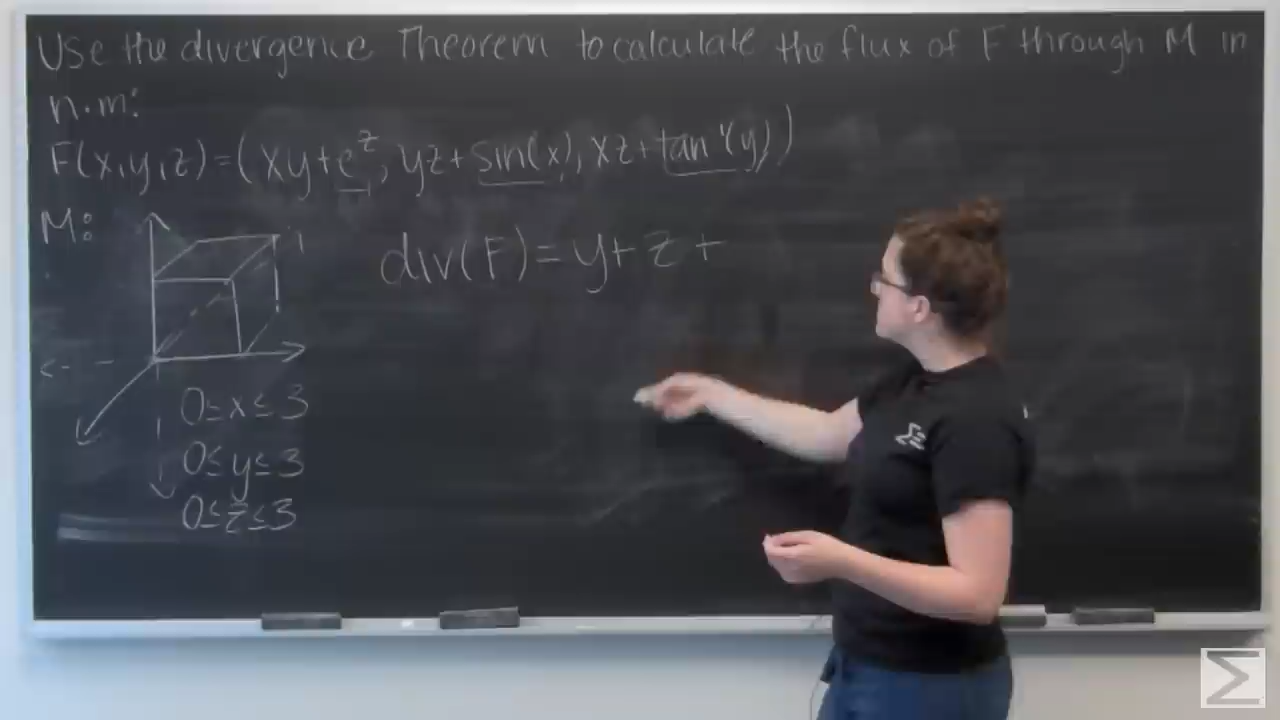 Use the divergence Theorem to calculate the flux of F through M in
n.m:
F(x,y,z)=(xy+e^z, yz+sin(x), xz+tan⁻¹(y))
M:
div(F)=y+z+
0≤x≤3
0≤y≤3
0≤z≤3
Σ